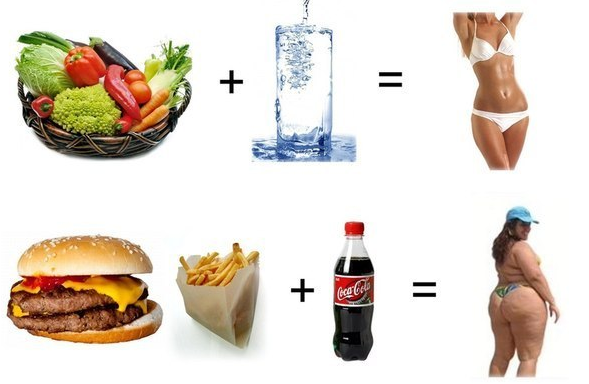 + =
Coca-Cola
+ =